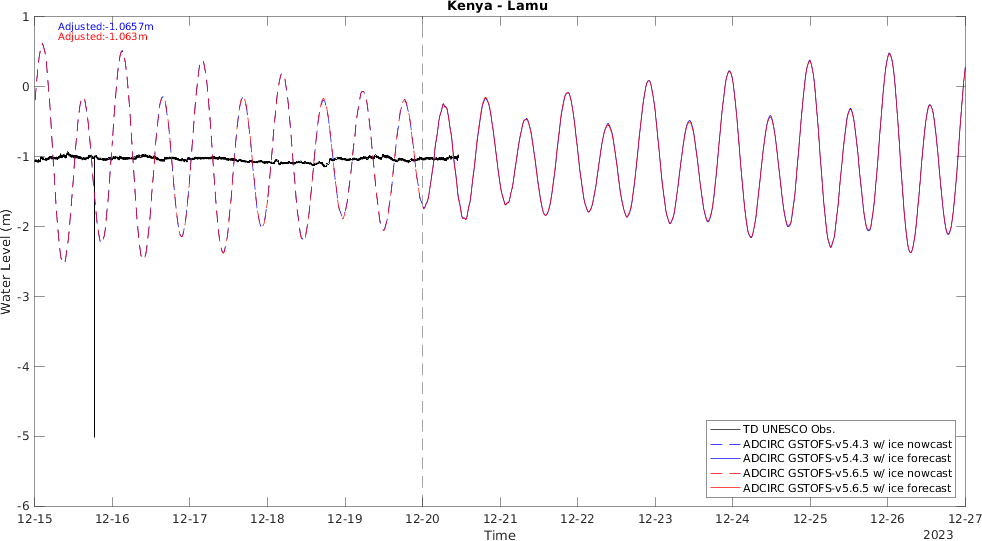 Kenya - Lamu
Adjusted:-1.0657m
Adjusted:-1.063m
1
0
-1
-2
-3
-4
-5
-6
Water Level (m)
TD UNESCO Obs.
ADCIRC GSTOFS-v5.4.3 w/ ice nowcast
ADCIRC GSTOFS-v5.4.3 w/ ice forecast
ADCIRC GSTOFS-v5.6.5 w/ ice nowcast
ADCIRC GSTOFS-v5.6.5 w/ ice forecast
12-15 12-16 12-17 12-18 12-19 12-20 12-21 12-22 12-23 12-24 12-25 12-26 12-27
Time
2023